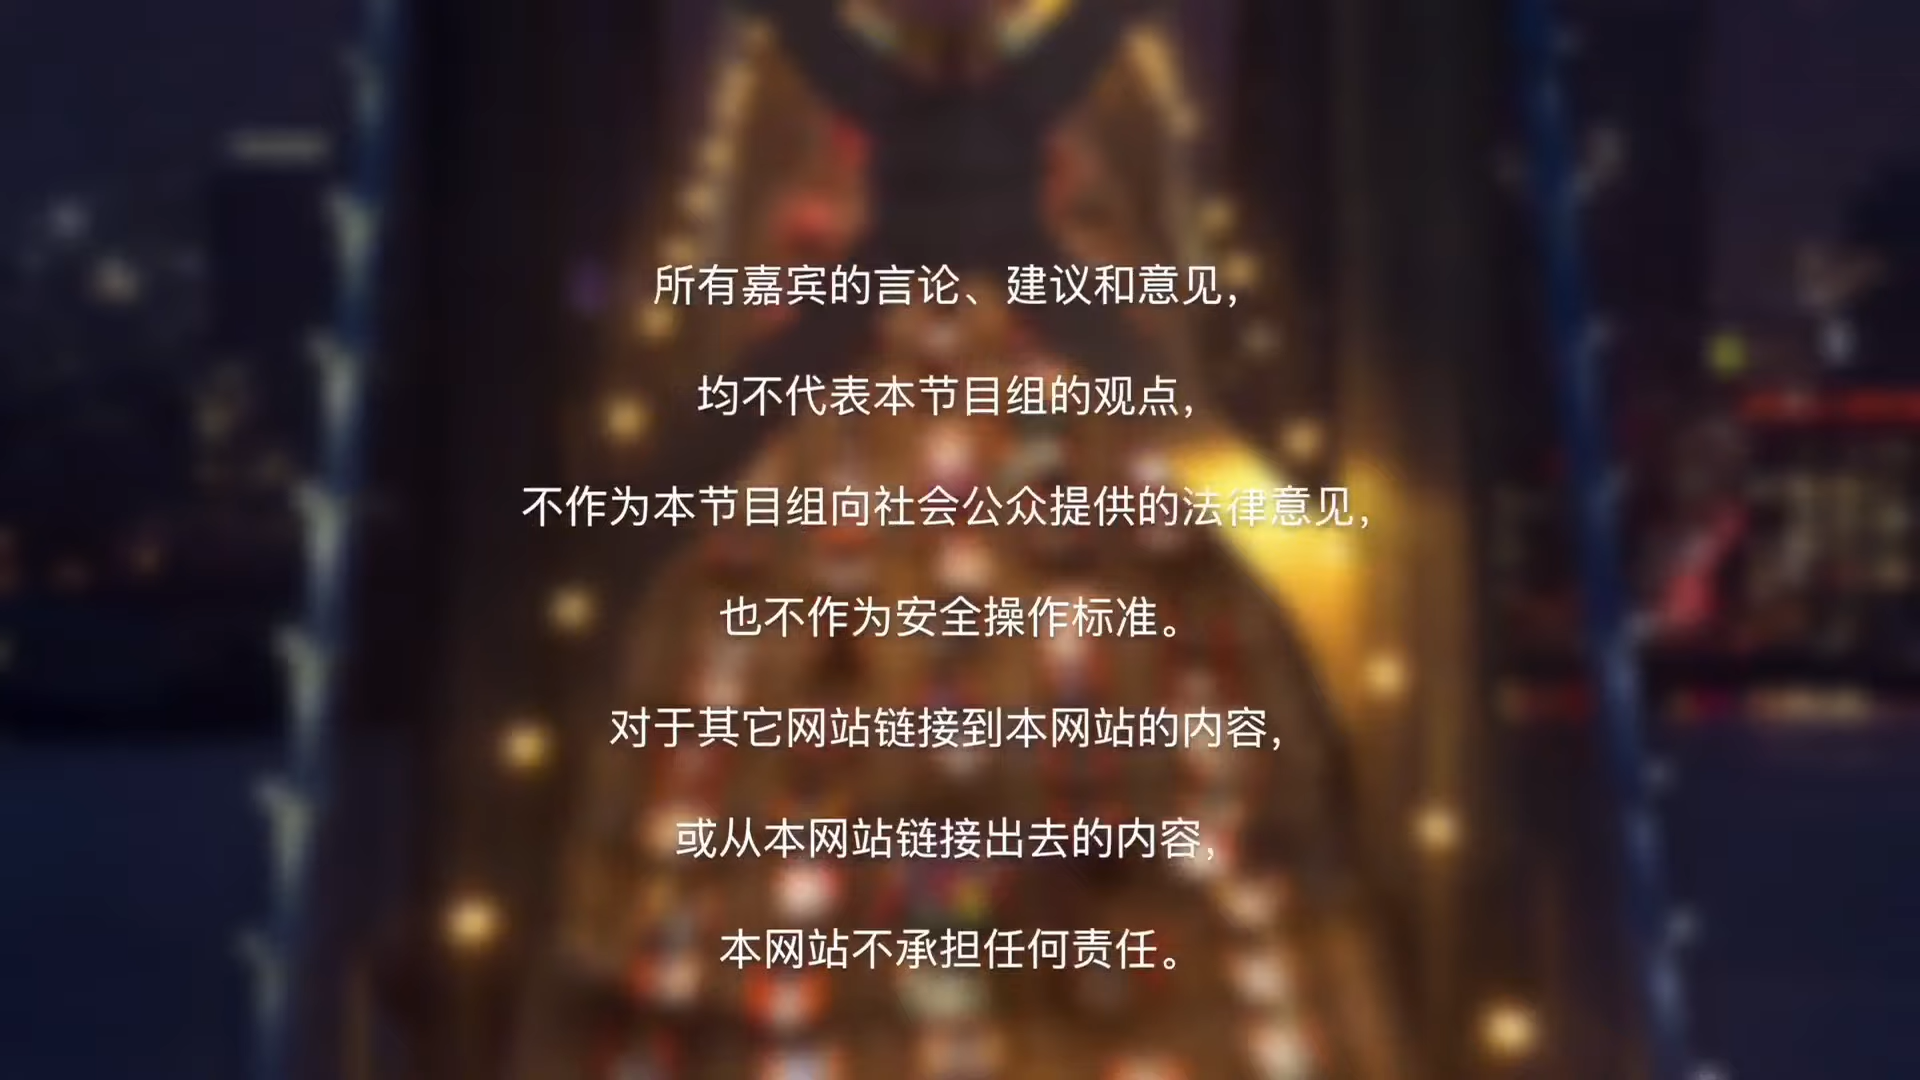 所有嘉宾的言论、建议和意见，
均不代表本节目组的观点，
不作为本节目组向社会公众提供的法律意见，
也不作为安全操作标准。
对于其它网站链接到本网站的内容，
或从本网站链接出去的内容，
本网站不承担任何责任。